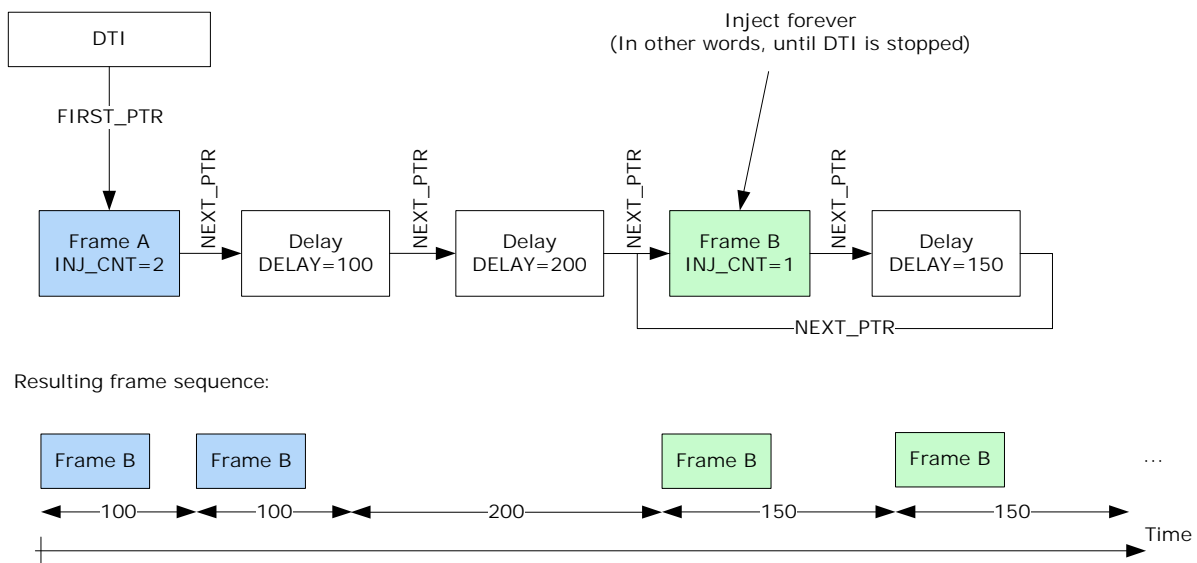 DTI
Inject forever
(In other words, until DTI is stopped)
FIRST_PTR
NEXT_PTR
NEXT_PTR
NEXT_PTR
NEXT_PTR
Frame A
INJ_CNT=2
Delay
DELAY=100
Delay
DELAY=200
Frame B
INJ_CNT=1
Delay
DELAY=150
NEXT_PTR
Resulting frame sequence:
Frame B
Frame B
Frame B
Frame B
...
100
100
200
150
150
Time